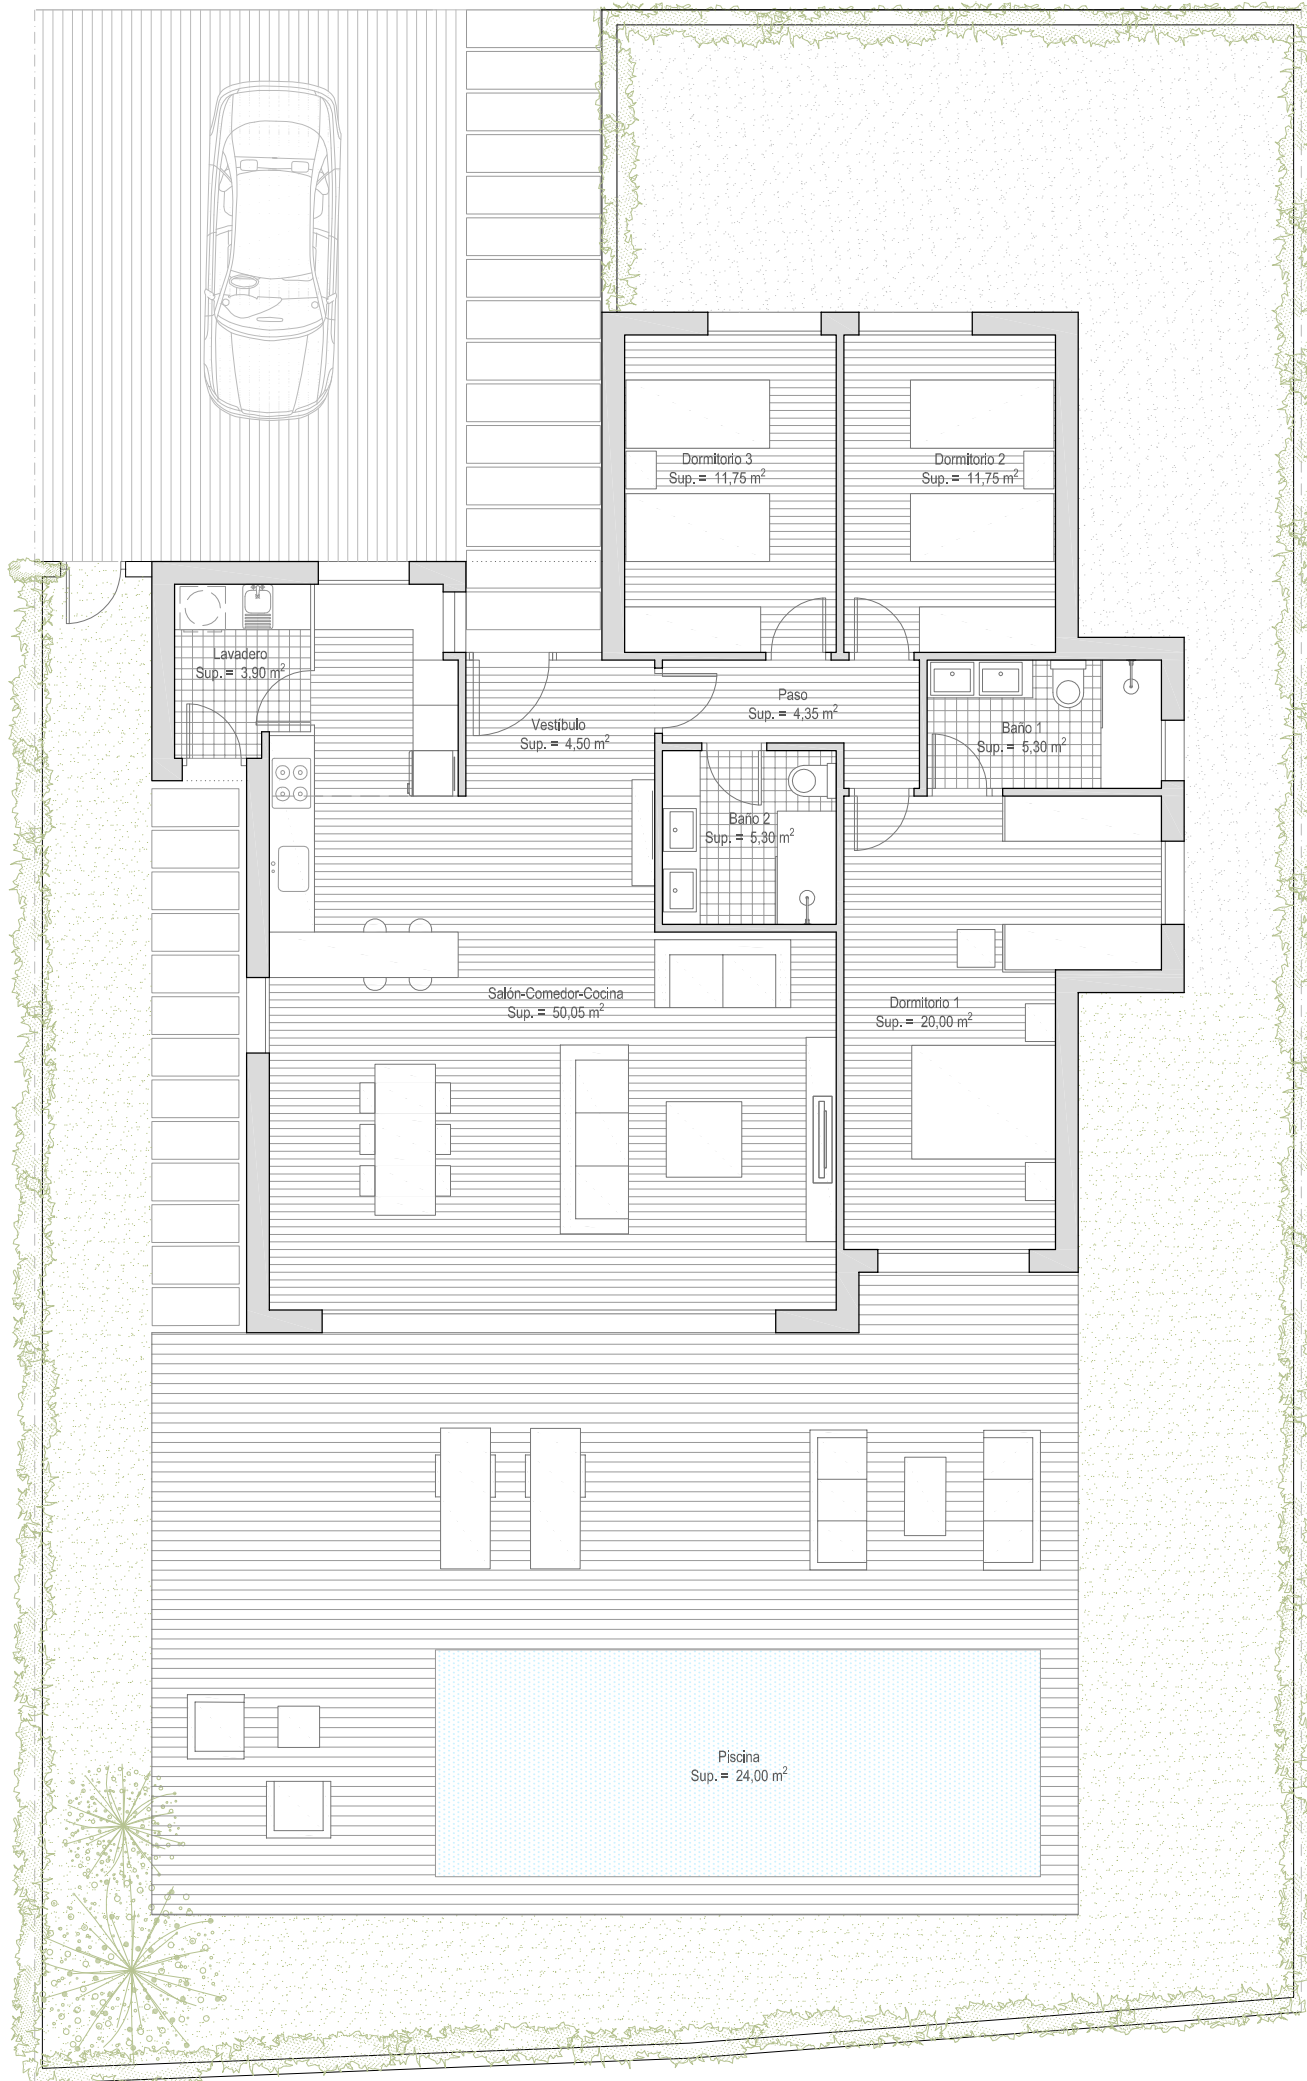 Dormitorio 3
Sup. = 11,75 m²
Dormitorio 2
Sup. = 11,75 m²
Lavadero
Sup. = 3,90 m²
Vestíbulo
Sup. = 4,50 m²
Paso
Sup. = 4,35 m²
Baño 1
Sup. = 5,30 m²
Baño 2
Sup. = 5,30 m²
Salón-Comedor-Cocina
Sup. = 50,05 m²
Dormitorio 1
Sup. = 20,00 m²
Piscina
Sup. = 24,00 m²